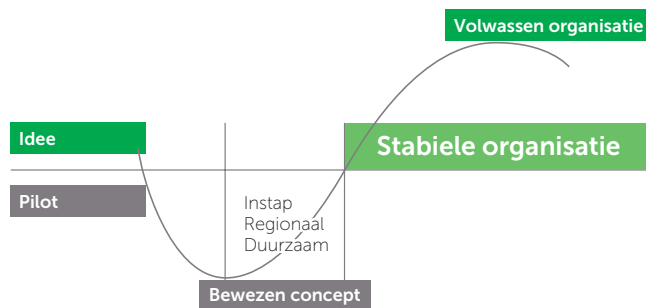 Volwassen organisatie
Idee
Stabiele organisatie
Pilot
Instap
Regionaal
Duurzaam
Bewezen concept